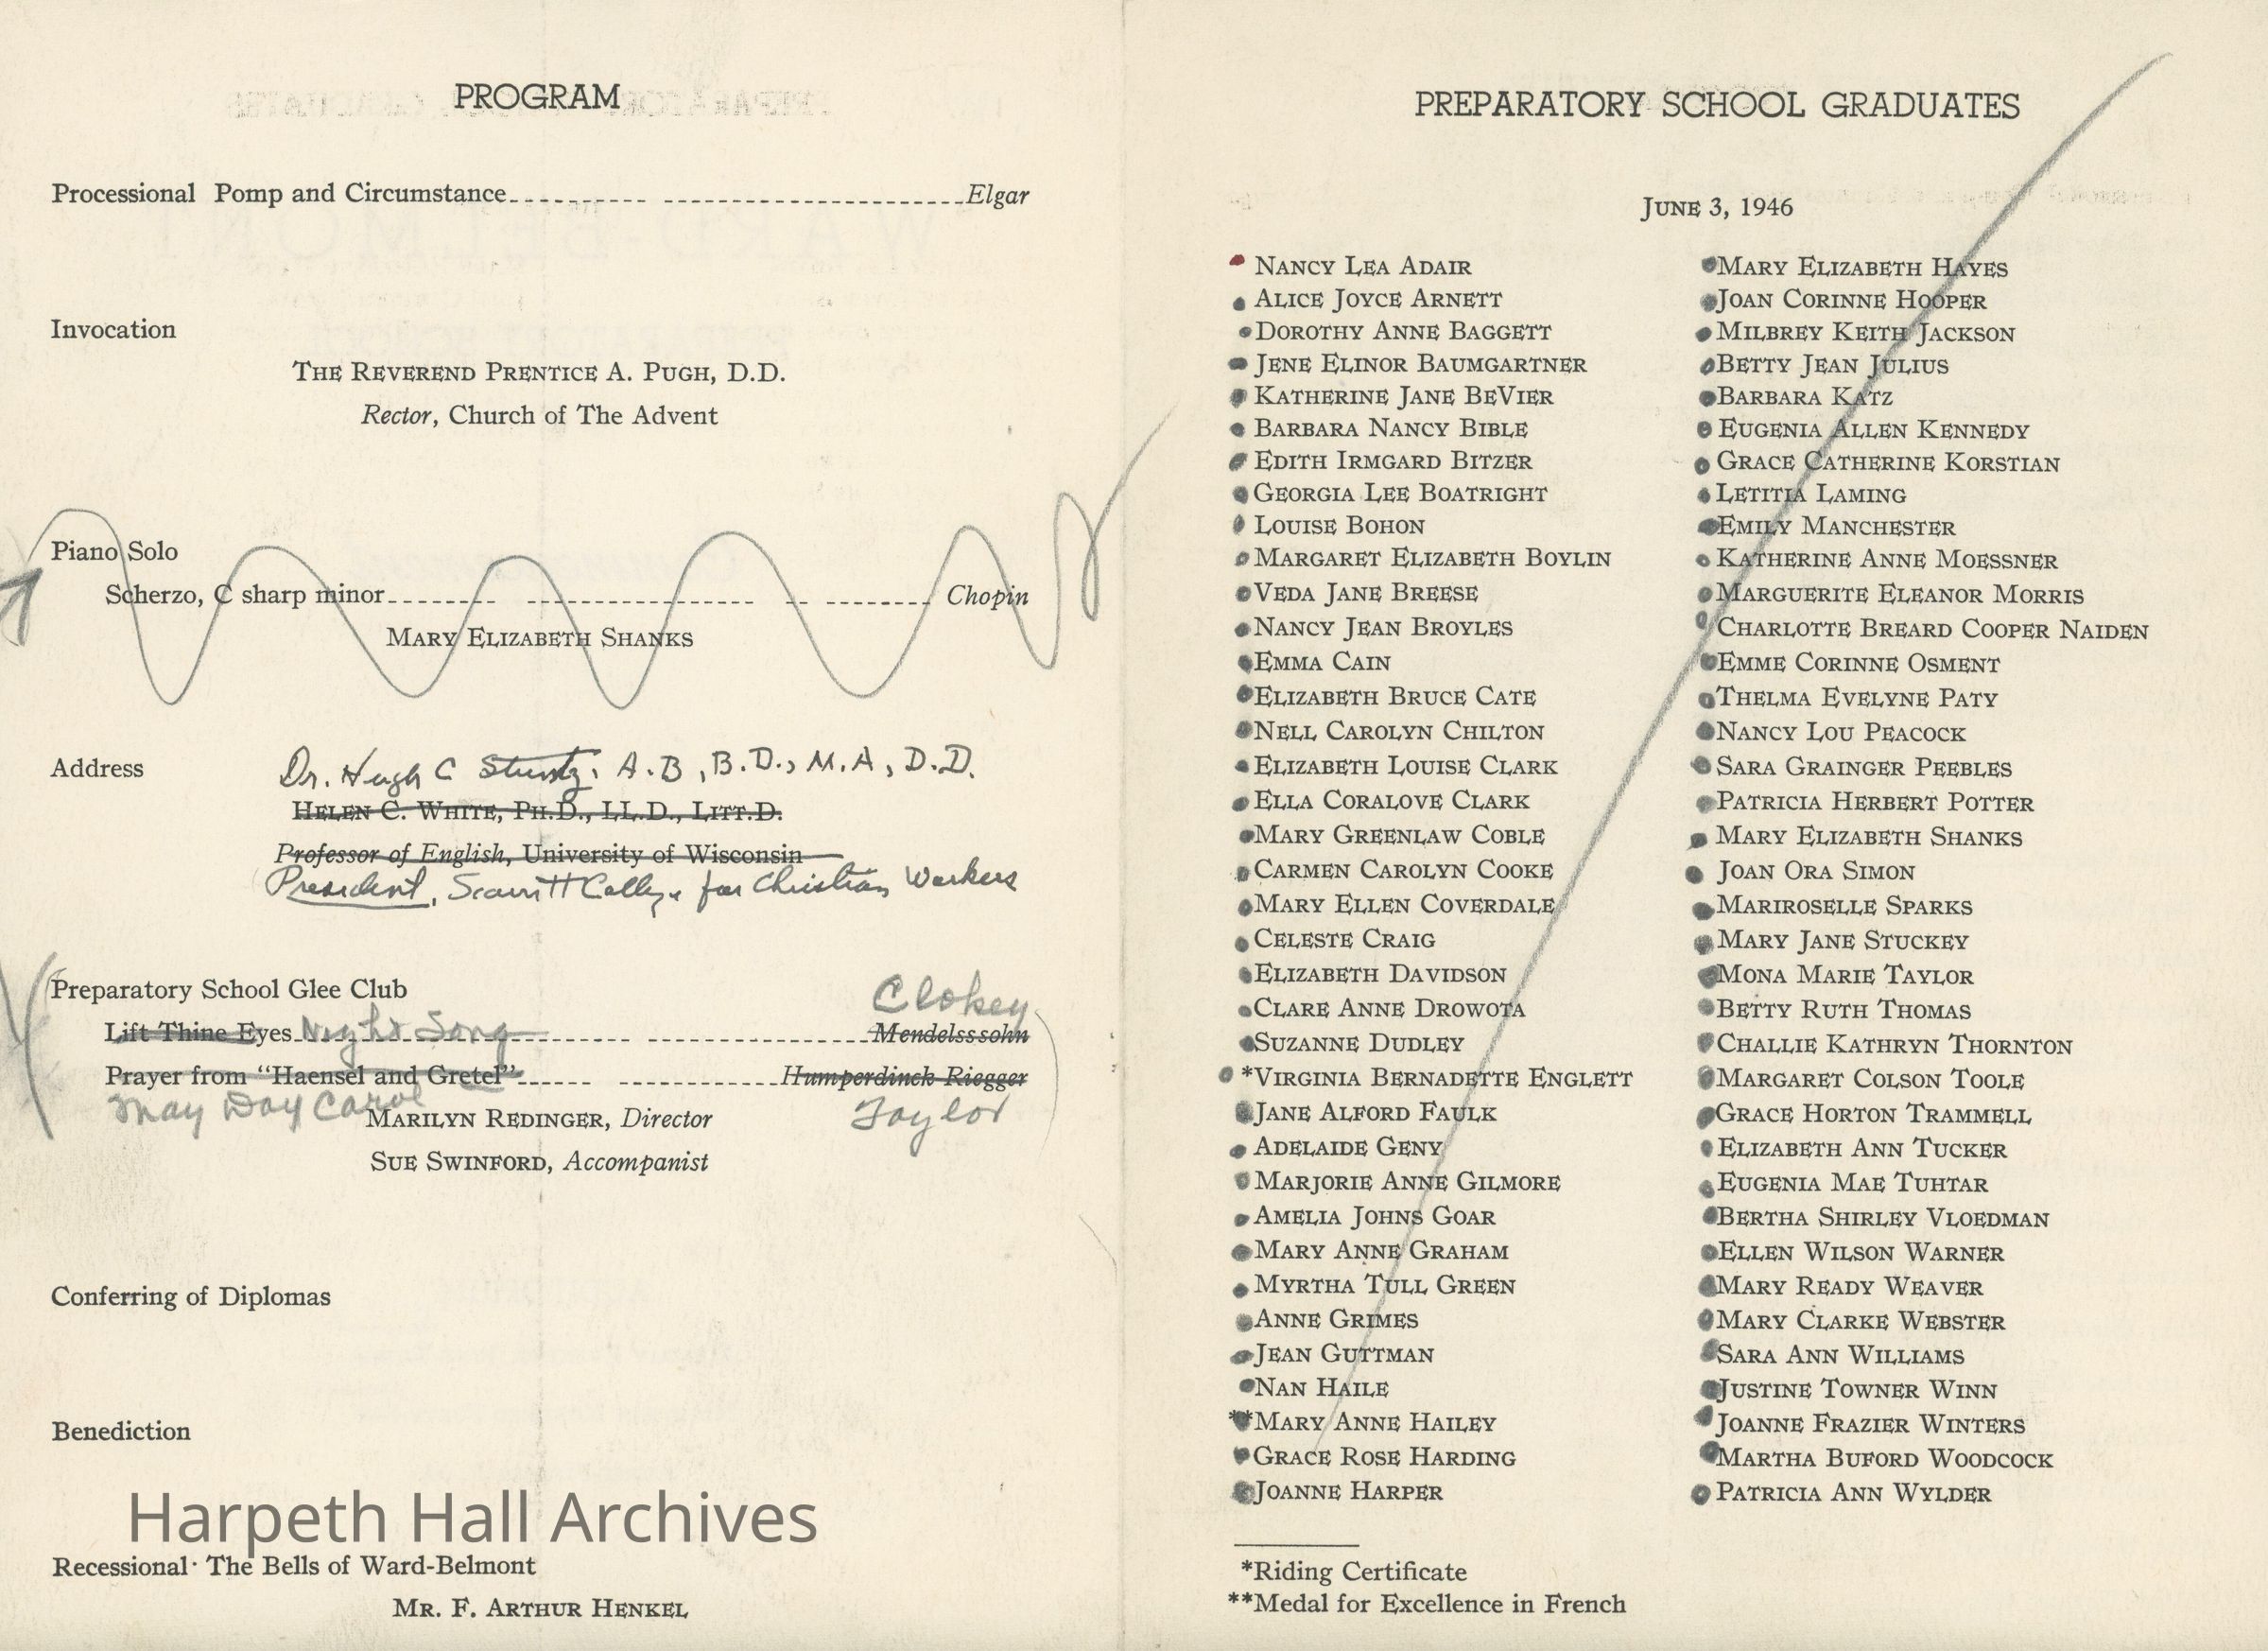 PROGRAM
Processional Pomp and Circumstance Elgar
Invocation
The Reverend Prentice A. Pugh, D.D.
Rector, Church of The Advent
Piano Solo
Scherzo, C sharp minor Chopin
Mary Elizabeth Shanks
Dr. Hugh C Stuntz, A.B, B.D., M.A, D.D.
Address
Helen C. White, Ph.D., LL.D., Litt.D.
Professor of English, University of Wisconsin
President, Scarritt College for Christian Workers
Clokey
Preparatory School Glee Club
Lift Thine Eyes Night Song Mendelsssohn
Prayer from "Haensel and Gretel" Humperdinck-Riegger
May Day Carol Taylor
Marilyn Redinger, Director
Sue Swinford, Accompanist
Conferring of Diplomas
Benediction
Harpeth Hall Archives
Recessional The Bells of Ward-Belmont
Mr. F. Arthur Henkel
PREPARATORY SCHOOL GRADUATES
June 3, 1946
Nancy Lea Adair
Alice Joyce Arnett
Dorothy Anne Baggett
Jene Elinor Baumgartner
Katherine Jane BeVier
Barbara Nancy Bible
Edith Irmgard Bitzer
Georgia Lee Boatright
Louise Bohon
Margaret Elizabeth Boylin
Veda Jane Breese
Nancy Jean Broyles
Emma Cain
Elizabeth Bruce Cate
Nell Carolyn Chilton
Elizabeth Louise Clark
Ella Coralove Clark
Mary Greenlaw Coble
Carmen Carolyn Cooke
Mary Ellen Coverdale
Celeste Craig
Elizabeth Davidson
Clare Anne Drowota
Suzanne Dudley
*Virginia Bernadette Englett
Jane Alford Faulk
Adelaide Geny
Marjorie Anne Gilmore
Amelia Johns Goar
Mary Anne Graham
Myrtha Tull Green
Anne Grimes
Jean Guttman
Nan Haile
**Mary Anne Hailey
Grace Rose Harding
Joanne Harper
Mary Elizabeth Hayes
Joan Corinne Hooper
Milbrey Keith Jackson
Betty Jean Julius
Barbara Katz
Eugenia Allen Kennedy
Grace Catherine Korstian
Letitia Laming
Emily Manchester
Katherine Anne Moessner
Marguerite Eleanor Morris
Charlotte Breard Cooper Naiden
Emme Corinne Osment
Thelma Evelyne Paty
Nancy Lou Peacock
Sara Grainger Peebles
Patricia Herbert Potter
Mary Elizabeth Shanks
Joan Ora Simon
Mariroselle Sparks
Mary Jane Stuckey
Mona Marie Taylor
Betty Ruth Thomas
Challie Kathryn Thornton
Margaret Colson Toole
Grace Horton Trammell
Elizabeth Ann Tucker
Eugenia Mae Tuhtar
Bertha Shirley Vloedman
Ellen Wilson Warner
Mary Ready Weaver
Mary Clarke Webster
Sara Ann Williams
Justine Towner Winn
Joanne Frazier Winters
Martha Buford Woodcock
Patricia Ann Wylder
*Riding Certificate
**Medal for Excellence in French